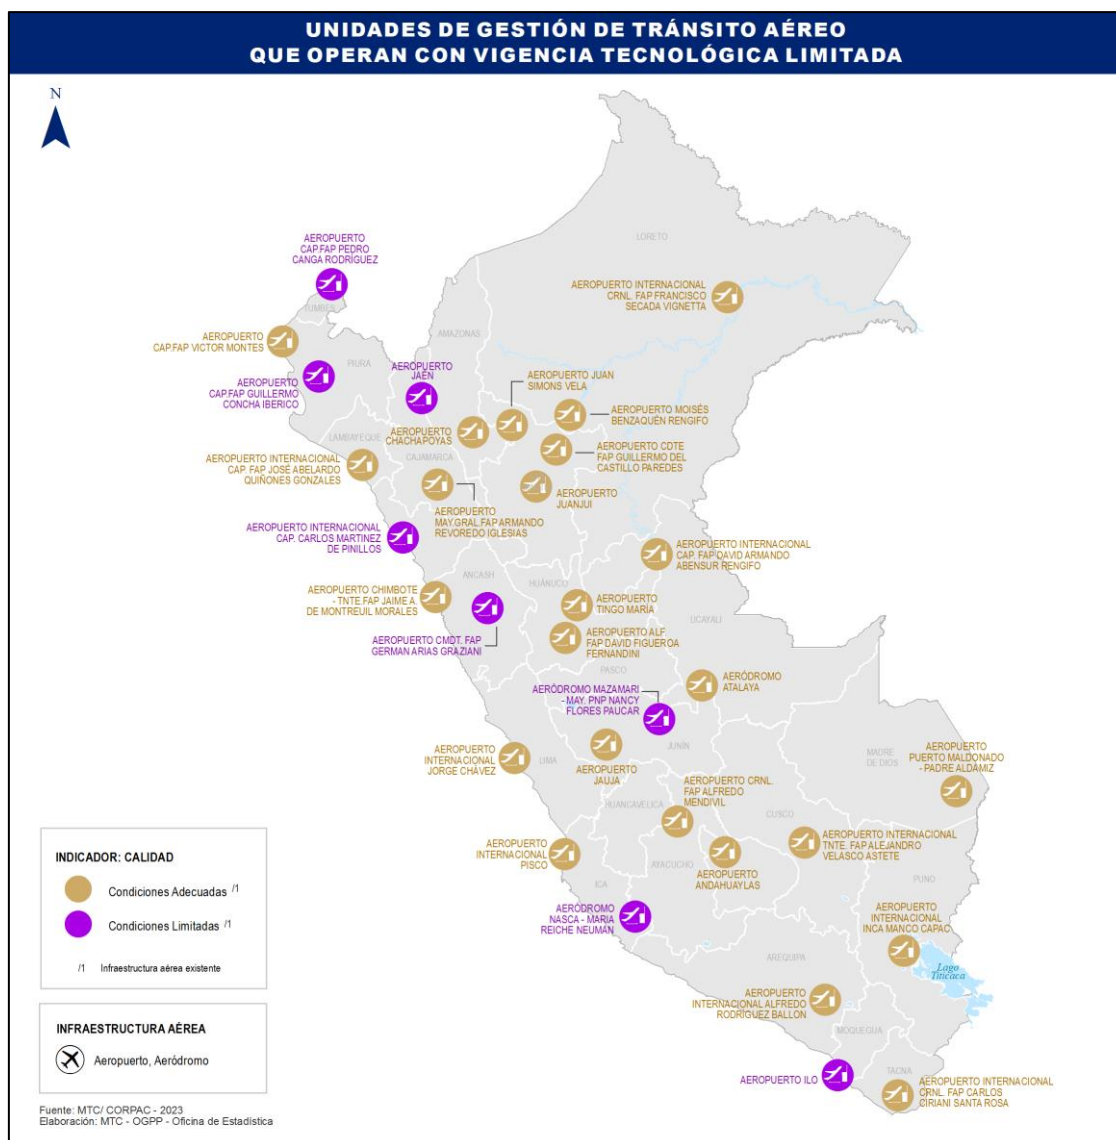 UNIDADES DE GESTIÓN DE TRÁNSITO AÉREO
QUE OPERAN CON VIGENCIA TECNOLÓGICA LIMITADA
N
LORETO
AEROPUERTO
CAP.FAP PEDRO
CANGA RODRÍGUEZ
TUMBES
AEROPUERTO INTERNACIONAL
CRNL. FAP FRANCISCO
SECADA VIGNETTA
AEROPUERTO
CAP.FAP VICTOR MONTES
AMAZONAS
PIURA
AEROPUERTO
CAP.FAP GUILLERMO
CONCHA IBERICO
AEROPUERTO
JAÉN
AEROPUERTO JUAN
SIMONS VELA
AEROPUERTO MOISÉS
BENZAQUÉN RENGIFO
AEROPUERTO
CHACHAPOYAS
LAMBAYEQUE
CAJAMARCA
AEROPUERTO CDTE
FAP GUILLERMO DEL
CASTILLO PAREDES
AEROPUERTO INTERNACIONAL
CAP. FAP JOSÉ ABELARDO
QUIÑONES GONZALES
AEROPUERTO
JUANJUI
AEROPUERTO
MAY.GRAL.FAP ARMANDO
REVOREDO IGLESIAS
AEROPUERTO INTERNACIONAL
CAP. CARLOS MARTINEZ
DE PINILLOS
AEROPUERTO INTERNACIONAL
CAP. FAP DAVID ARMANDO
ABENSUR RENGIFO
ANCASH
HUÁNUCO
AEROPUERTO CHIMBOTE
- TNTE.FAP JAIME A.
DE MONTREUIL MORALES
AEROPUERTO
TINGO MARÍA
UCAYALI
AEROPUERTO CMDT. FAP
GERMAN ARIAS GRAZIANI
AEROPUERTO ALF.
FAP DAVID FIGUEROA
FERNANDINI
PASCO
AERÓDROMO
ATALAYA
AERÓDROMO MAZAMARI
- MAY. PNP NANCY
FLORES PAUCAR
JUNÍN
LIMA
AEROPUERTO
INTERNACIONAL
JORGE CHÁVEZ
AEROPUERTO
JAUJA
MADRE
DE DIOS
AEROPUERTO
PUERTO MALDONADO
- PADRE ALDÁMIZ
AEROPUERTO CRNL.
FAP ALFREDO
MENDIVIL
HUANCAVELICA
CUSCO
AEROPUERTO
INTERNACIONAL
PISCO
AYACUCHO
AEROPUERTO
ANDAHUAYLAS
AEROPUERTO INTERNACIONAL
TNTE. FAP ALEJANDRO
VELASCO ASTETE
PUNO
ICA
AERÓDROMO
NASCA - MARIA
REICHE NEUMÁN
AEROPUERTO
INTERNACIONAL
INCA MANCO CAPAC
AREQUIPA
Lago
Titicaca
AEROPUERTO
INTERNACIONAL ALFREDO
RODRÍGUEZ BALLON
MOQUEGUA
AEROPUERTO ILO
TACNA
AEROPUERTO INTERNACIONAL
CRNL. FAP CARLOS
CIRIANI SANTA ROSA
INDICADOR: CALIDAD
Condiciones Adecuadas /1
Condiciones Limitadas /1
/1 Infraestructura aérea existente
INFRAESTRUCTURA AÉREA
Aeropuerto, Aeródromo
Fuente: MTC/ CORPAC - 2023
Elaboración: MTC - OGPP - Oficina de Estadística